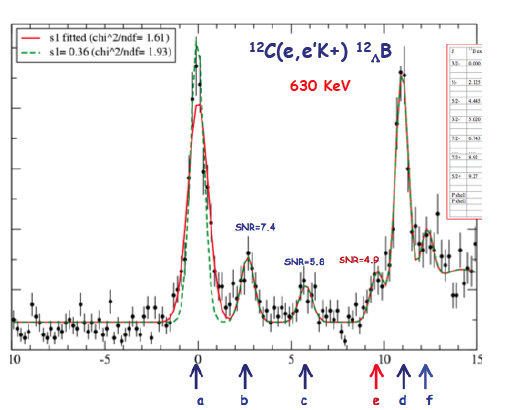 s1 fitted (chi^2/ndf= 1.61)
s1= 0.36 (chi^2/ndf= 1.93)
¹²C(e,e'K+) ¹²ΛB
630 KeV
SNR=7.4
SNR=5.8
SNR=4.9
10 -5 0 5 10 15
a b c e d f